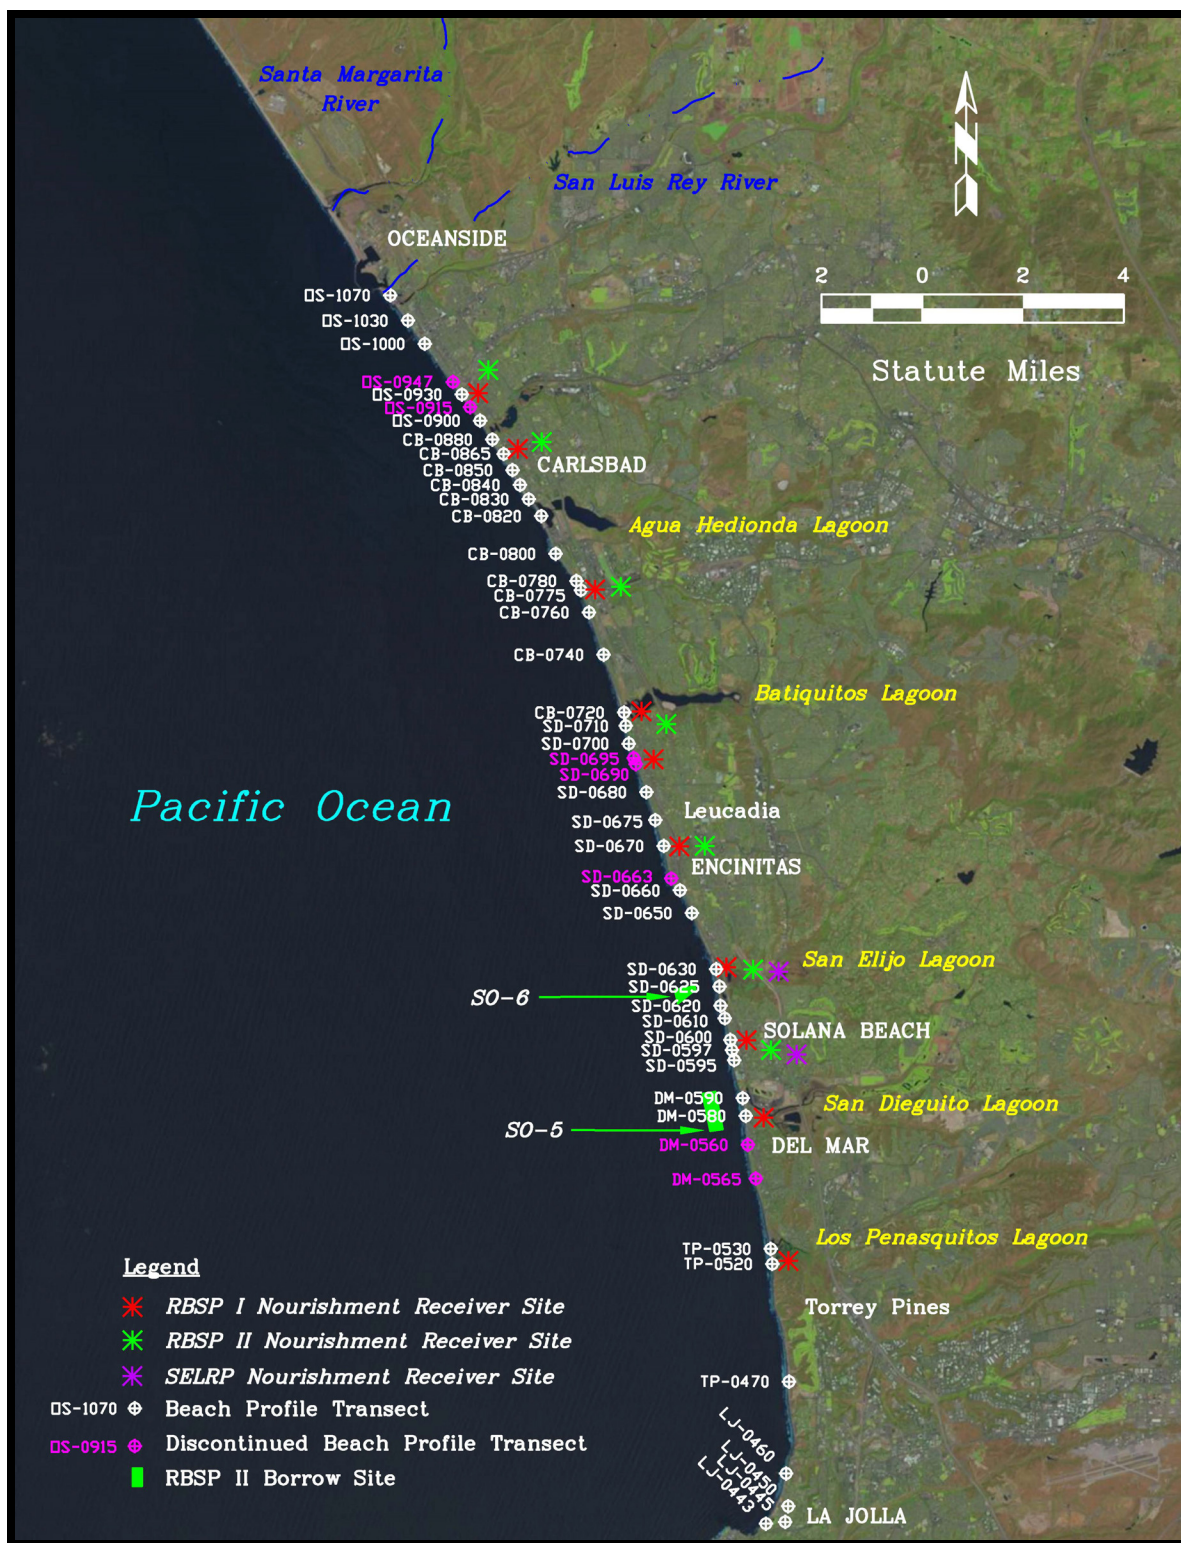 Santa Margarita
River
San Luis Rey River
OCEANSIDE
2 0 2 4
Statute Miles
OS-1070
OS-1030
OS-1000
OS-0947
OS-0930
OS-0915
OS-0900
CB-0880
CB-0865
CARLSBAD
CB-0850
CB-0840
CB-0830
CB-0820
Agua Hedionda Lagoon
CB-0800
CB-0780
CB-0775
CB-0760
CB-0740
Batiquitos Lagoon
CB-0720
SD-0710
SD-0700
SD-0695
SD-0690
SD-0680
Pacific Ocean
Leucadia
SD-0675
SD-0670
ENCINITAS
SD-0663
SD-0660
SD-0650
San Elijo Lagoon
SD-0630
SD-0625
SO-6
SD-0620
SD-0610
SOLANA BEACH
SD-0600
SD-0597
SD-0595
DM-0590
San Dieguito Lagoon
DM-0580
SO-5
DM-0560
DEL MAR
DM-0565
Los Penasquitos Lagoon
TP-0530
TP-0520
Torrey Pines
TP-0470
LJ-0460
LJ-0450
LJ-0445
LJ-0443
LA JOLLA
Legend
RBSP I Nourishment Receiver Site
RBSP II Nourishment Receiver Site
SELRP Nourishment Receiver Site
OS-1070 Beach Profile Transect
OS-0915 Discontinued Beach Profile Transect
RBSP II Borrow Site